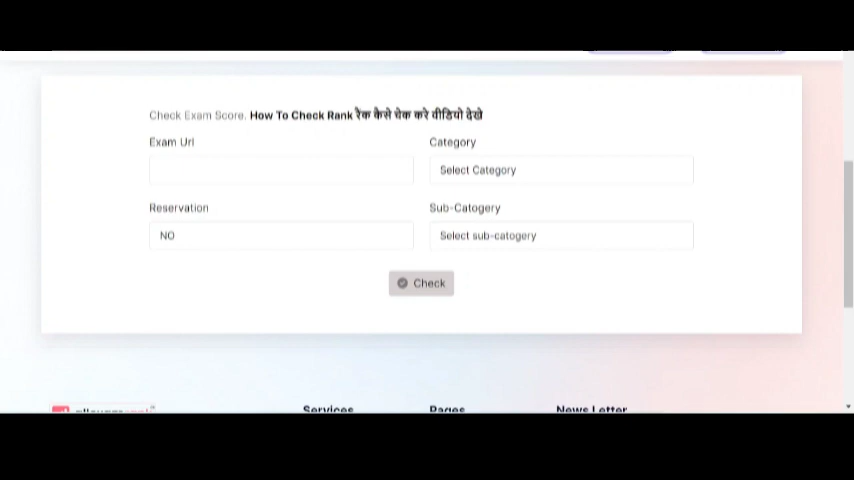 Check Exam Score. How To Check Rank रैंक कैसे चेक करे वीडियो देखे
Exam Url
Category
Select Category
Reservation
Sub-Catogery
NO
Select sub-catogery
Check
Services
Pages
News Letter